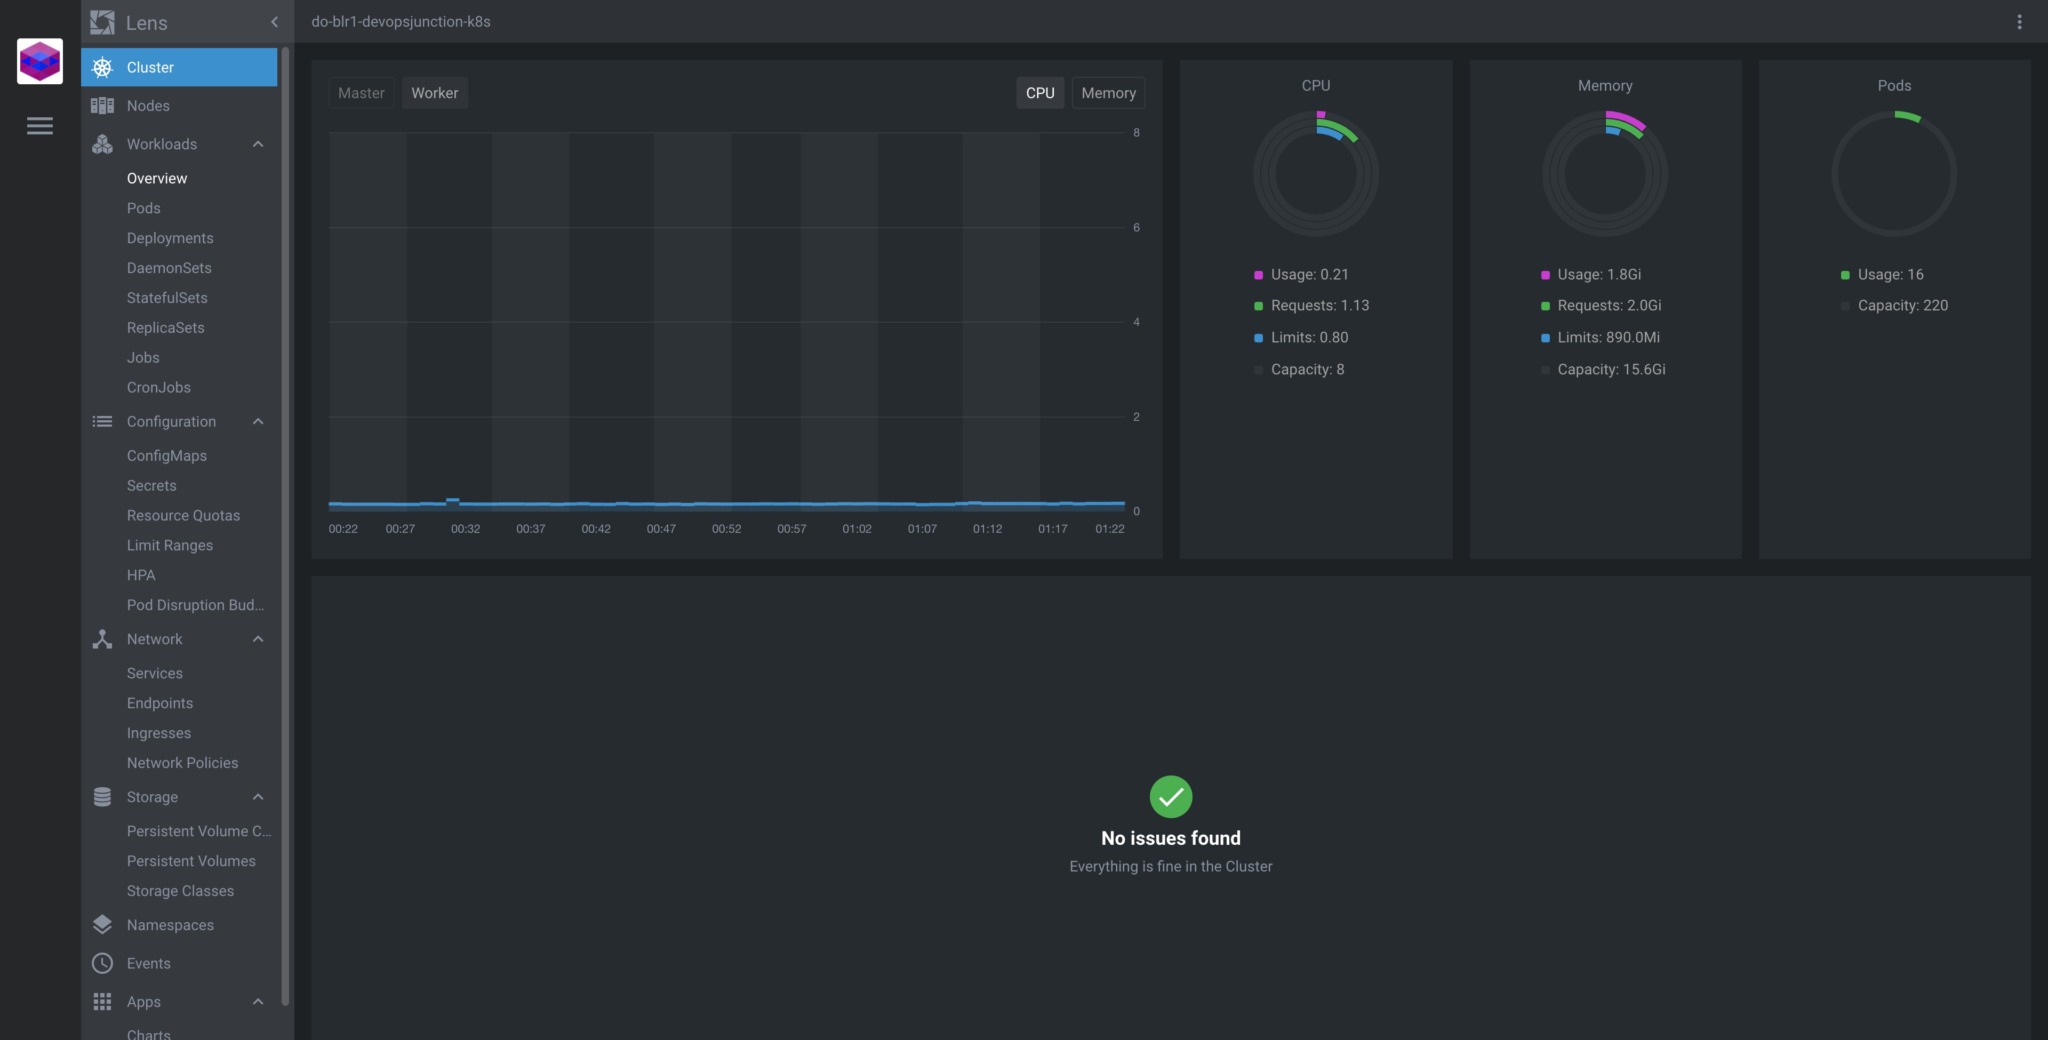 Lens
do-blr1-devopsjunction-k8s
Cluster
Nodes
Workloads
Overview
Pods
Deployments
DaemonSets
StatefulSets
ReplicaSets
Jobs
CronJobs
Configuration
ConfigMaps
Secrets
Resource Quotas
Limit Ranges
HPA
Pod Disruption Bud...
Network
Services
Endpoints
Ingresses
Network Policies
Storage
Persistent Volume C...
Persistent Volumes
Storage Classes
Namespaces
Events
Apps
Charts
Master Worker CPU Memory
8
6
4
2
0
00:22 00:27 00:32 00:37 00:42 00:47 00:52 00:57 01:02 01:07 01:12 01:17 01:22
CPU
Usage: 0.21
Requests: 1.13
Limits: 0.80
Capacity: 8
Memory
Usage: 1.8Gi
Requests: 2.0Gi
Limits: 890.0Mi
Capacity: 15.6Gi
Pods
Usage: 16
Capacity: 220
No issues found
Everything is fine in the Cluster